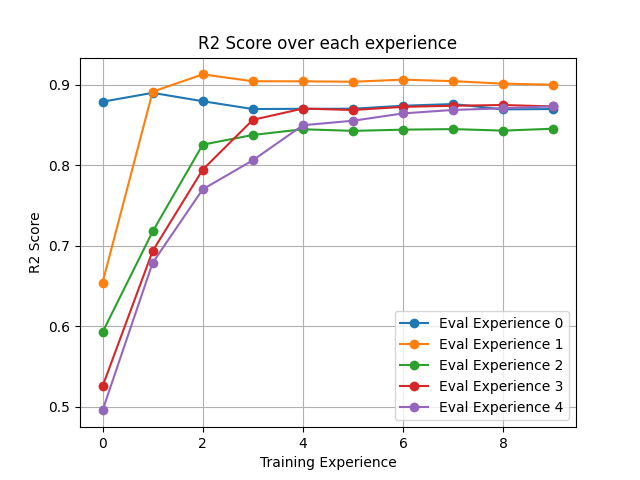 R2 Score over each experience
R2 Score
0.9
0.8
0.7
0.6
0.5
0 2 4 6 8
Training Experience
Eval Experience 0
Eval Experience 1
Eval Experience 2
Eval Experience 3
Eval Experience 4